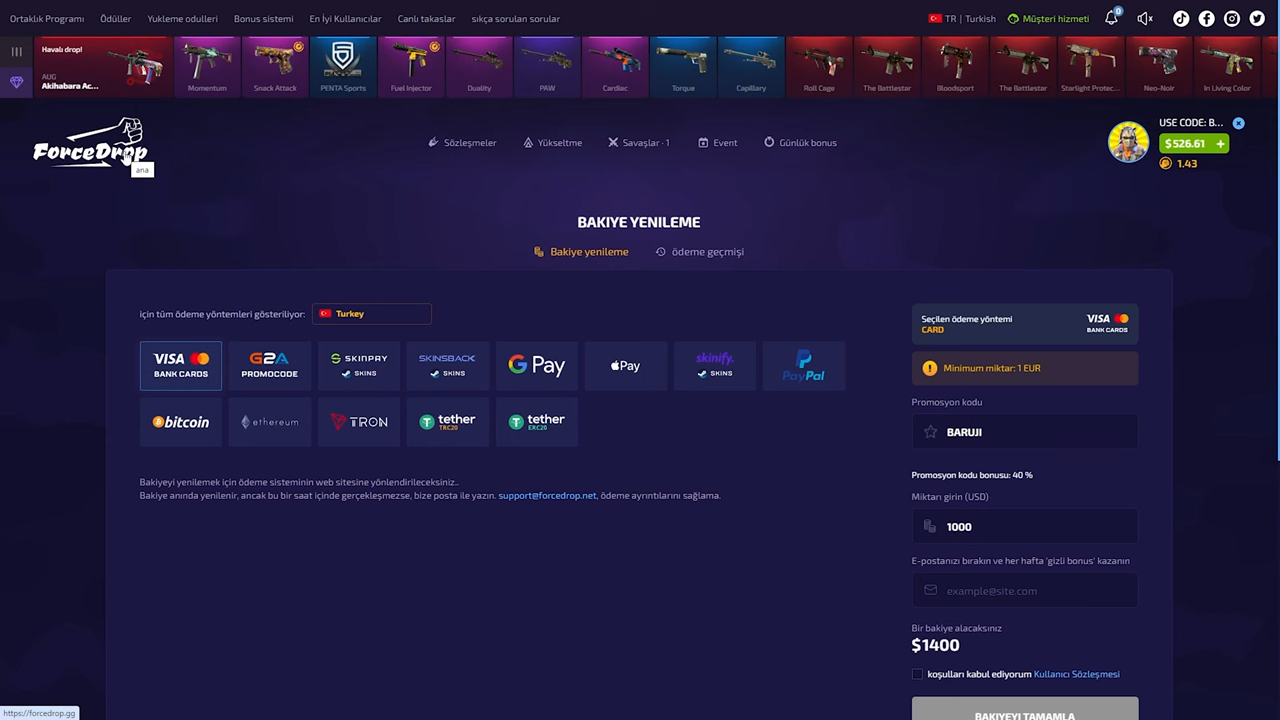 Ortaklık Programı Ödüller Yukleme odulleri Bonus sistemi En İyi Kullanıcılar Canlı takaslar sıkça sorulan sorular TR | Turkish Müşteri hizmeti 0
Havalı drop!
AUG
Akihabara Ac...
Momentum Snack Attack PENTA Sports Fuel Injector Duality PAW Cardiac Torque Capillary Roll Cage The Battlestar Bloodsport The Battlestar Starlight Protec... Neo-Noir In Living Color
ForceDrop
ana
Sözleşmeler Yükseltme Savaşlar · 1 Event Günlük bonus
USE CODE: B...
$526.61 +
1.43
BAKIYE YENILEME
Bakiye yenileme ödeme geçmişi
için tüm ödeme yöntemleri gösteriliyor: Turkey
VISA BANK CARDS
G2A PROMOCODE
SKINPRY SKINS
SKINSBACK SKINS
G Pay
Pay
skinify. SKINS
PayPal
bitcoin
ethereum
TRON
tether TRC20
tether ERC20
Bakiyeyi yenilemek için ödeme sisteminin web sitesine yönlendirileceksiniz..
Bakiye anında yenilenir, ancak bu bir saat içinde gerçekleşmezse, bize posta ile yazın. support@forcedrop.net, ödeme ayrıntılarını sağlama.
Seçilen ödeme yöntemi
CARD
VISA
BANK CARDS
Minimum miktar: 1 EUR
Promosyon kodu
BARUJI
Promosyon kodu bonusu: 40 %
Miktarı girin (USD)
1000
E-postanızı bırakın ve her hafta 'gizli bonus' kazanın
example@site.com
Bir bakiye alacaksınız
$1400
koşulları kabul ediyorum Kullanıcı Sözleşmesi
BAKIYEYI TAMAMLA
https://forcedrop.gg